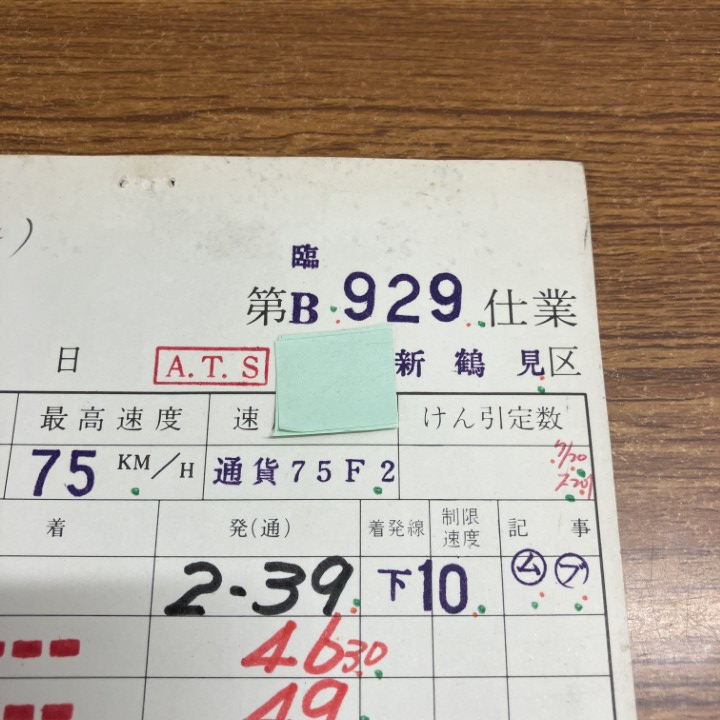 )
臨
第B 929 仕業
日 A.T.S 新鶴見区
最高速度 速 けん引定数
75 KM/H 通貨75F2
着 発(通) 着発線 制限速度 記事
2・39 下10 ㋰ ㋫
46 30
49